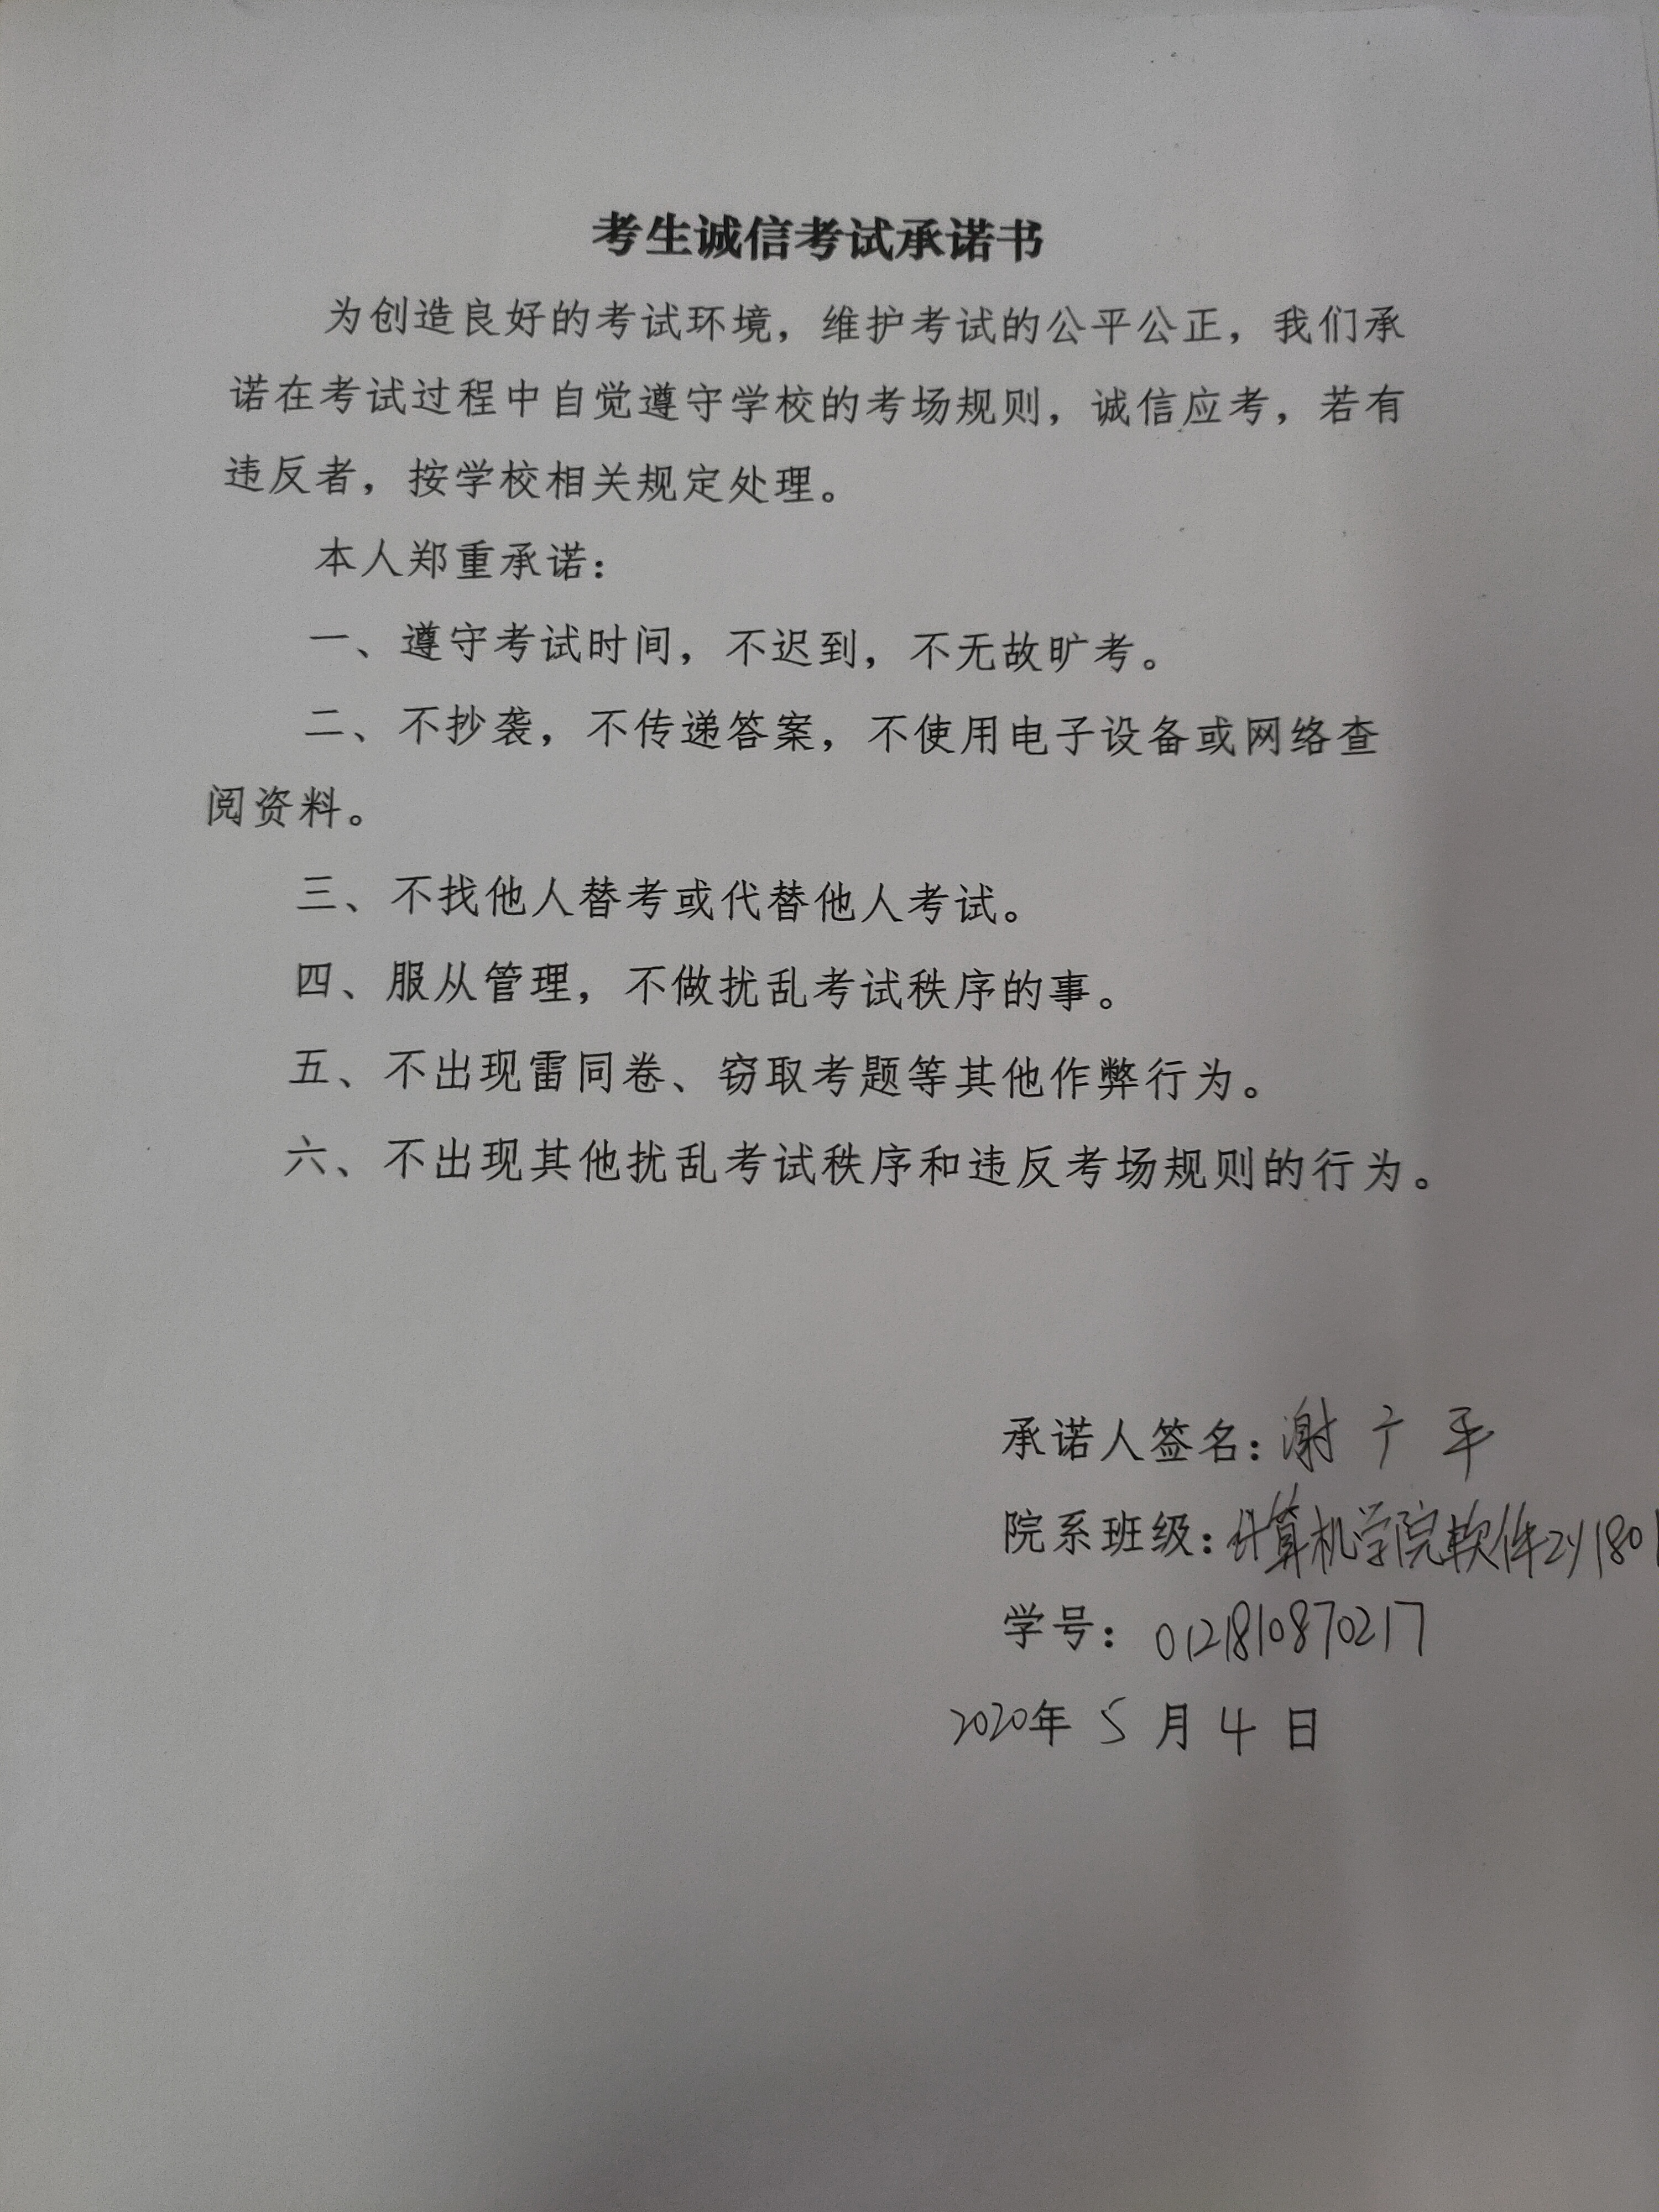 考生诚信考试承诺书
为创造良好的考试环境，维护考试的公平公正，我们承
诺在考试过程中自觉遵守学校的考场规则，诚信应考，若有
违反者，按学校相关规定处理。
本人郑重承诺：
一、遵守考试时间，不迟到，不无故旷考。
二、不抄袭，不传递答案，不使用电子设备或网络查
阅资料。
三、不找他人替考或代替他人考试。
四、服从管理，不做扰乱考试秩序的事。
五、不出现雷同卷、窃取考题等其他作弊行为。
六、不出现其他扰乱考试秩序和违反考场规则的行为。
承诺人签名：谢广平
院系班级：计算机学院软件zy1801
学号：0121810870217
2020年 5 月 4 日